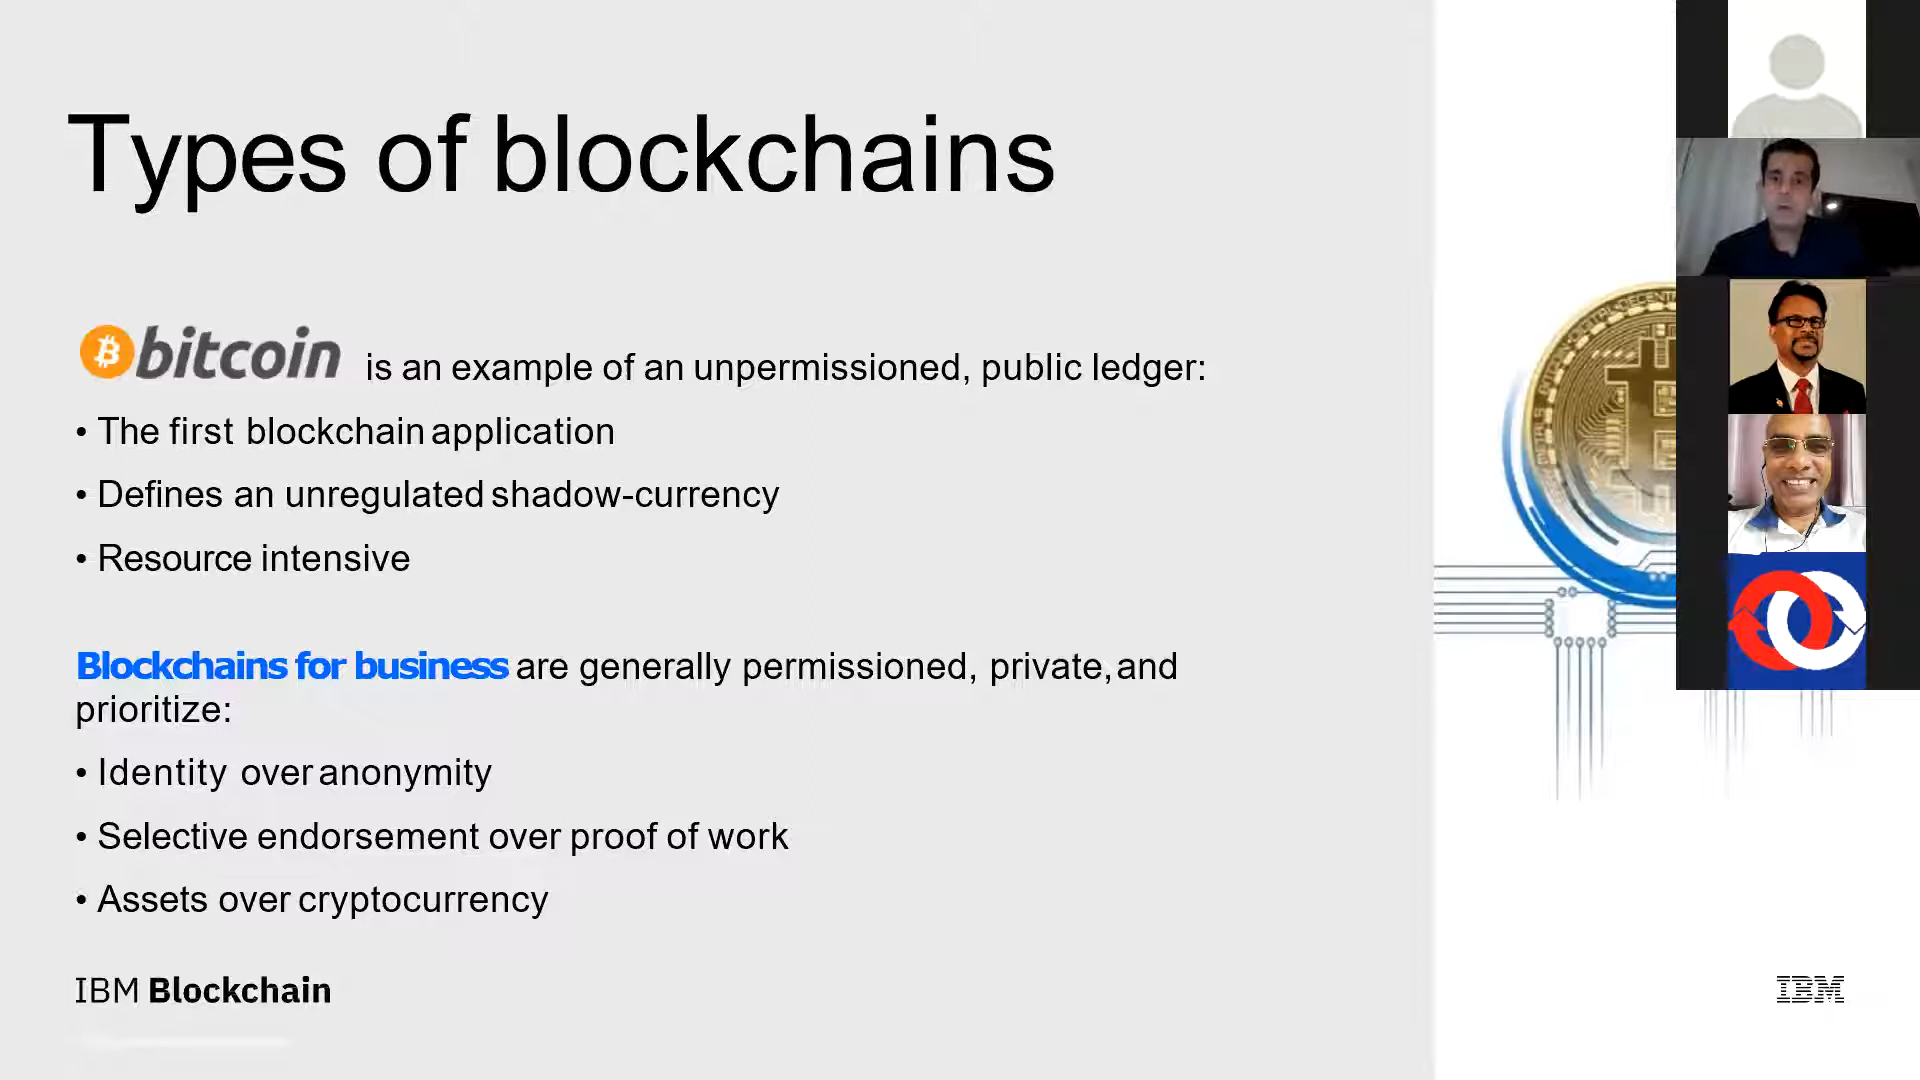 Types of blockchains
bitcoin is an example of an unpermissioned, public ledger:
• The first blockchain application
• Defines an unregulated shadow-currency
• Resource intensive
Blockchains for business are generally permissioned, private, and
prioritize:
• Identity over anonymity
• Selective endorsement over proof of work
• Assets over cryptocurrency
IBM Blockchain
IBM